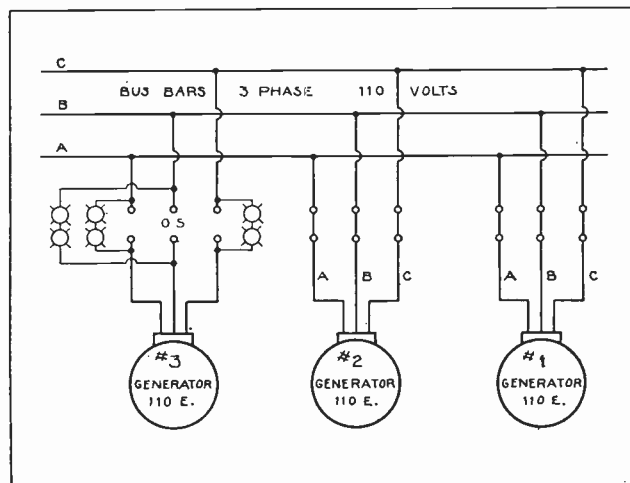 C
BUS BARS 3 PHASE 110 VOLTS
B
A
O S
A B C A B C
#3 #2 #1
GENERATOR GENERATOR GENERATOR
110 E. 110 E. 110 E.